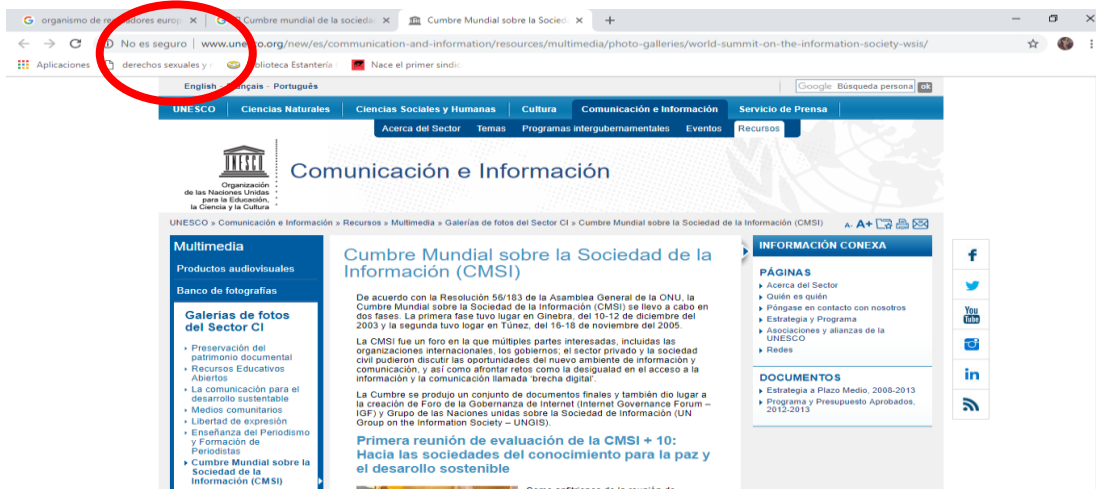 organismo de re dores europ
Cumbre mundial de la sociedad
Cumbre Mundial sobre la Socied
No es seguro | www.unesco.org/new/es/communication-and-information/resources/multimedia/photo-galleries/world-summit-on-the-information-society-wsis/
Aplicaciones derechos sexuales y r Biblioteca Estantería Nace el primer sindic
English - Français - Português
Google Búsqueda persona ok
UNESCO Ciencias Naturales Ciencias Sociales y Humanas Cultura Comunicación e Información Servicio de Prensa
Acerca del Sector Temas Programas intergubernamentales Eventos Recursos
UNESCO
Organización
de las Naciones Unidas
para la Educación,
la Ciencia y la Cultura
Comunicación e Información
UNESCO » Comunicación e Información » Recursos » Multimedia » Galerías de fotos del Sector CI » Cumbre Mundial sobre la Sociedad de la Información (CMSI)
A- A+
Multimedia
Productos audiovisuales
Banco de fotografías
Galerías de fotos
del Sector CI
Preservación del
patrimonio documental
Recursos Educativos
Abiertos
La comunicación para el
desarrollo sustentable
Medios comunitarios
Libertad de expresión
Enseñanza del Periodismo
y Formación de
Periodistas
Cumbre Mundial sobre la
Sociedad de la
Información (CMSI)
Cumbre Mundial sobre la Sociedad de la
Información (CMSI)
De acuerdo con la Resolución 56/183 de la Asamblea General de la ONU, la
Cumbre Mundial sobre la Sociedad de la Información (CMSI) se llevo a cabo en
dos fases. La primera fase tuvo lugar en Ginebra, del 10-12 de diciembre del
2003 y la segunda tuvo logar en Túnez, del 16-18 de noviembre del 2005.
La CMSI fue un foro en la que múltiples partes interesadas, incluidas las
organizaciones internacionales, los gobiernos; el sector privado y la sociedad
civil pudieron discutir las oportunidades del nuevo ambiente de información y
comunicación, y así como afrontar retos como la desigualdad en el acceso a la
información y la comunicación llamada 'brecha digital'.
La Cumbre se produjo un conjunto de documentos finales y también dio lugar a
la creación de Foro de la Gobernanza de Internet (Internet Governance Forum –
IGF) y Grupo de las Naciones unidas sobre la Sociedad de Información (UN
Group on the Information Society – UNGIS).
Primera reunión de evaluación de la CMSI + 10:
Hacia las sociedades del conocimiento para la paz y
el desarollo sostenible
INFORMACIÓN CONEXA
PÁGINAS
Acerca del Sector
Quién es quién
Póngase en contacto con nosotros
Estrategia y Programa
Asociaciones y alianzas de la
UNESCO
Redes
DOCUMENTOS
Estrategia a Plazo Medio, 2008-2013
Programa y Presupuesto Aprobados,
2012-2013
f
You
Tube
in